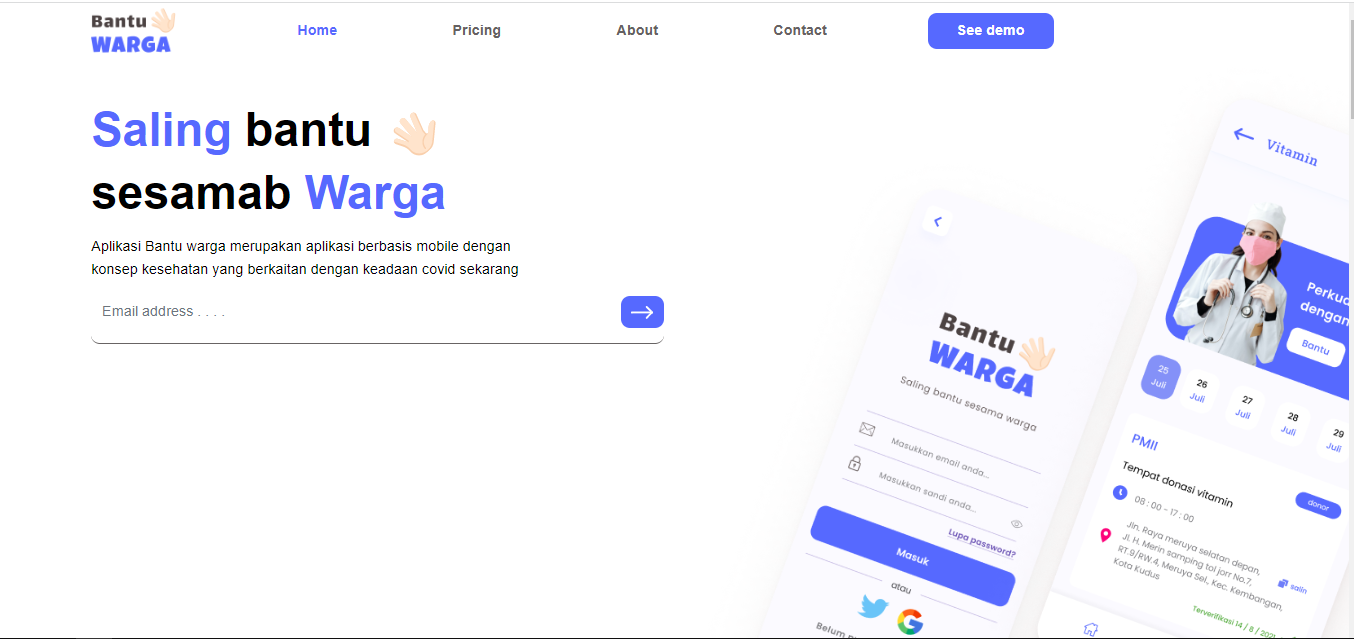 Bantu
WARGA
Home
Pricing
About
Contact
See demo
Saling bantu
sesamab Warga
Aplikasi Bantu warga merupakan aplikasi berbasis mobile dengan
konsep kesehatan yang berkaitan dengan keadaan covid sekarang
Email address . . . .
Bantu
WARGA
Saling bantu sesama warga
Masukkan email anda...
Masukkan sandi anda...
Lupa password?
Masuk
atau
Belum
Vitamin
dengan
Bantu
25
Juli
26
Juli
27
Juli
28
Juli
29
Juli
PMII
Tempat donasi vitamin
donor
08 : 00 - 17 : 00
Jln. Raya meruya selatan depan,
Jl. H. Merin samping tol jorr No.7,
RT.9/RW.4, Meruya Sel., Kec. Kembangan,
Kota Kudus
salin
Terverifikasi 14 / 8 / 2021